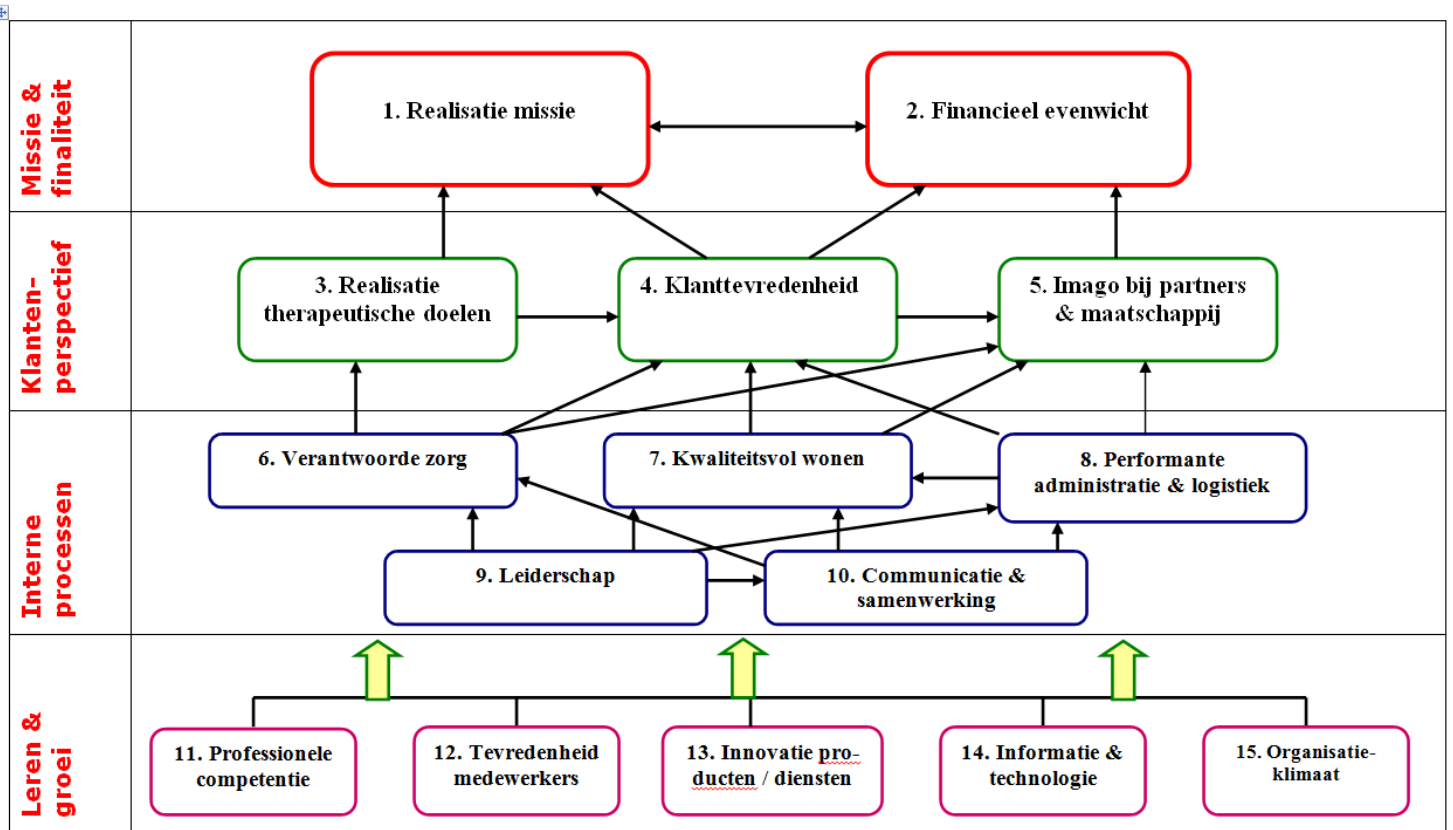 Missie &
finaliteit
1. Realisatie missie
2. Financieel evenwicht
Klanten-
perspectief
3. Realisatie
therapeutische doelen
4. Klanttevredenheid
5. Imago bij partners
& maatschappij
Interne
processen
6. Verantwoorde zorg
7. Kwaliteitsvol wonen
8. Performante
administratie & logistiek
9. Leiderschap
10. Communicatie &
samenwerking
Leren &
groei
11. Professionele
competentie
12. Tevredenheid
medewerkers
13. Innovatie pro-
ducten / diensten
14. Informatie &
technologie
15. Organisatie-
klimaat